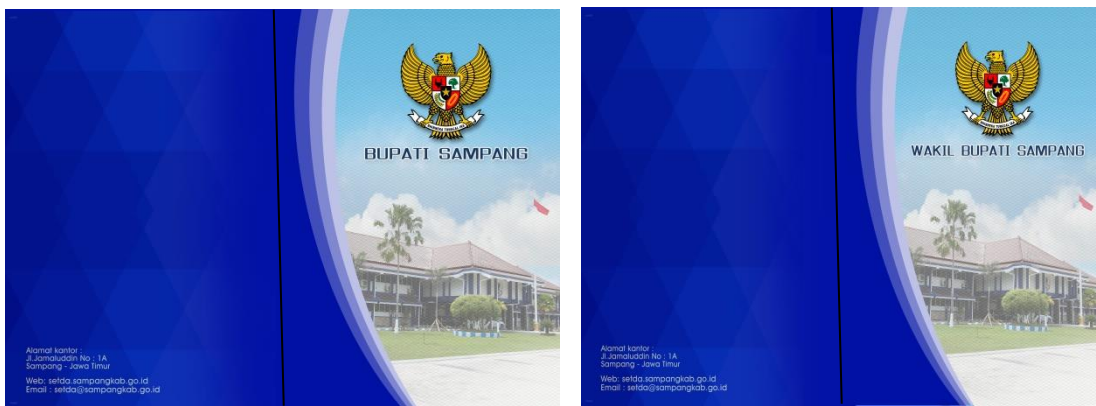 BUPATI SAMPANG
Alamat kantor :
Jl.Jamaluddin No : 1A
Sampang - Jawa Timur
Web: setda.sampangkab.go.id
Email : setda@sampangkab.go.id
WAKIL BUPATI SAMPANG
Alamat kantor :
Jl.Jamaluddin No : 1A
Sampang - Jawa Timur
Web: setda.sampangkab.go.id
Email : setda@sampangkab.go.id